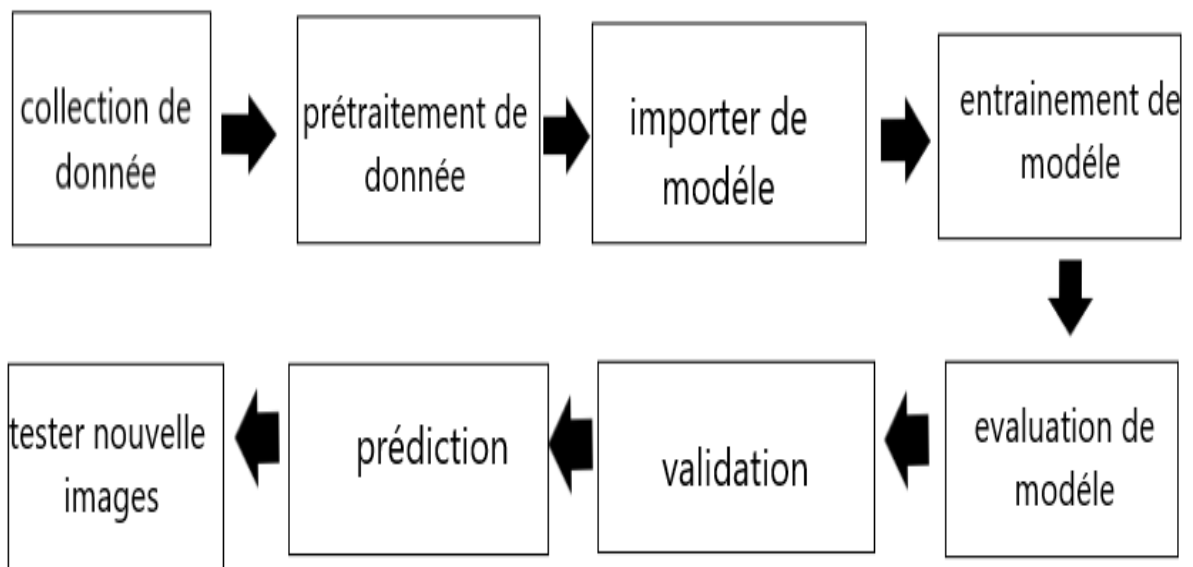 collection de
donnée
prétraitement de
donnée
importer de
modéle
entrainement de
modéle
evaluation de
modéle
validation
prédiction
tester nouvelle
images